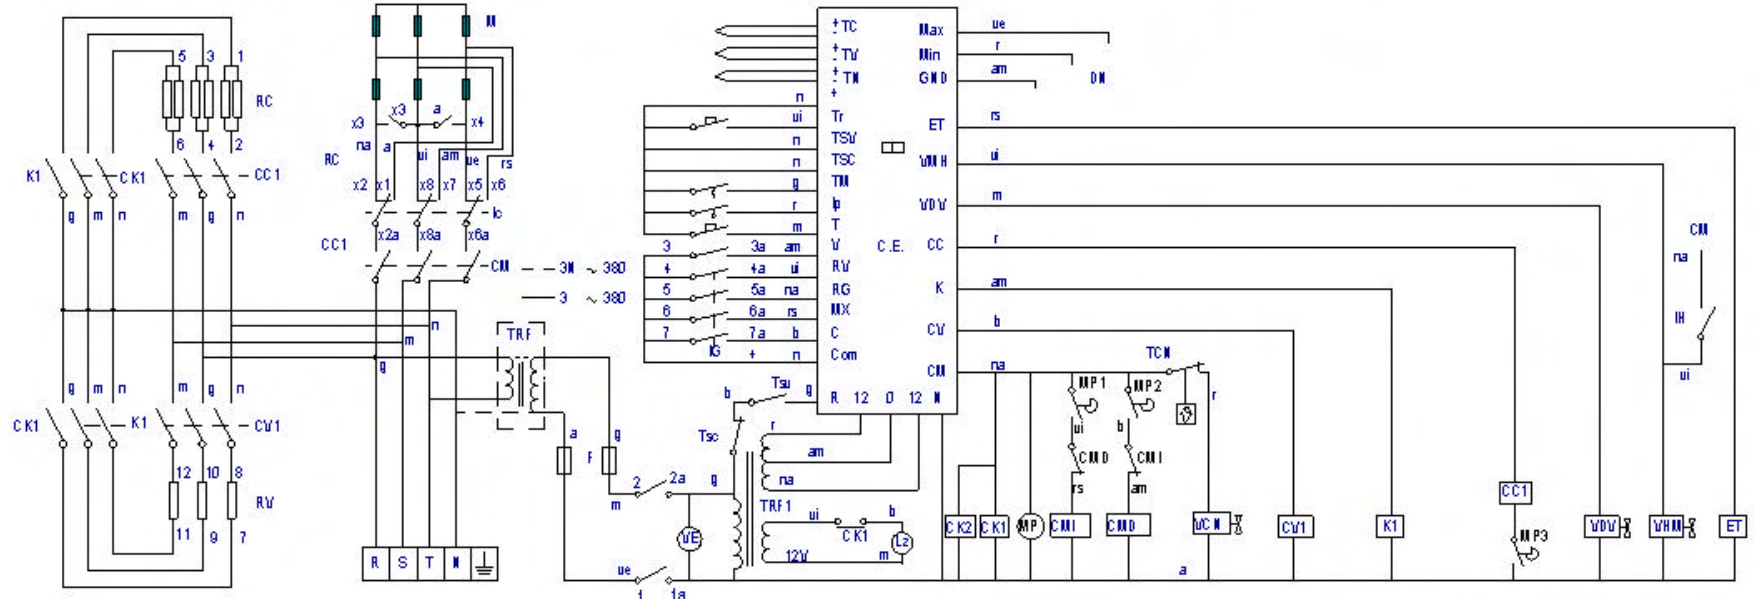 M
ue
± TC
Max
r
± TV
Min
am
± TN
GND
DN
5 3 1
RC
+
n
ui
Tr
ET
rs
x3 a
x3 x4
na a
ui am ue rs
RC
n
TSV
n
TSC
VMH
ui
6 4 2
K1
CK1
CC1
x2 x1 x8 x7 x5 x6
g
TM
r
Ip
VDV
m
Ic
m
T
g m n m g n
x2a x8a x6a
CC1
3 3a am
V
C.E.
CC
r
CM
na
CM
3N ~ 380
4 4a ui
RV
3 ~ 380
5 5a na
RG
K
am
6 6a rs
MX
IH
n
7 7a b
C
CV
b
m
TRF
IG
+ n
Com
TCN
g
CM
na
ui
g m n m g n
Tsu
b
g
R 12 0 12 N
MP1
MP2
r
CK1
K1
CV1
a
g
Tsc
r
ui
b
F
am
CMD
CMI
12 10 8
2 2a
g
na
rs
am
RV
m
TRF1
CC1
11 9 7
VE
ui
b
CK1
Lz
12V
m
CK2
CK1
MP
CMI
CMD
VCN
CV1
K1
MP3
VDV
VHM
ET
R S T N
ue
1 1a
a